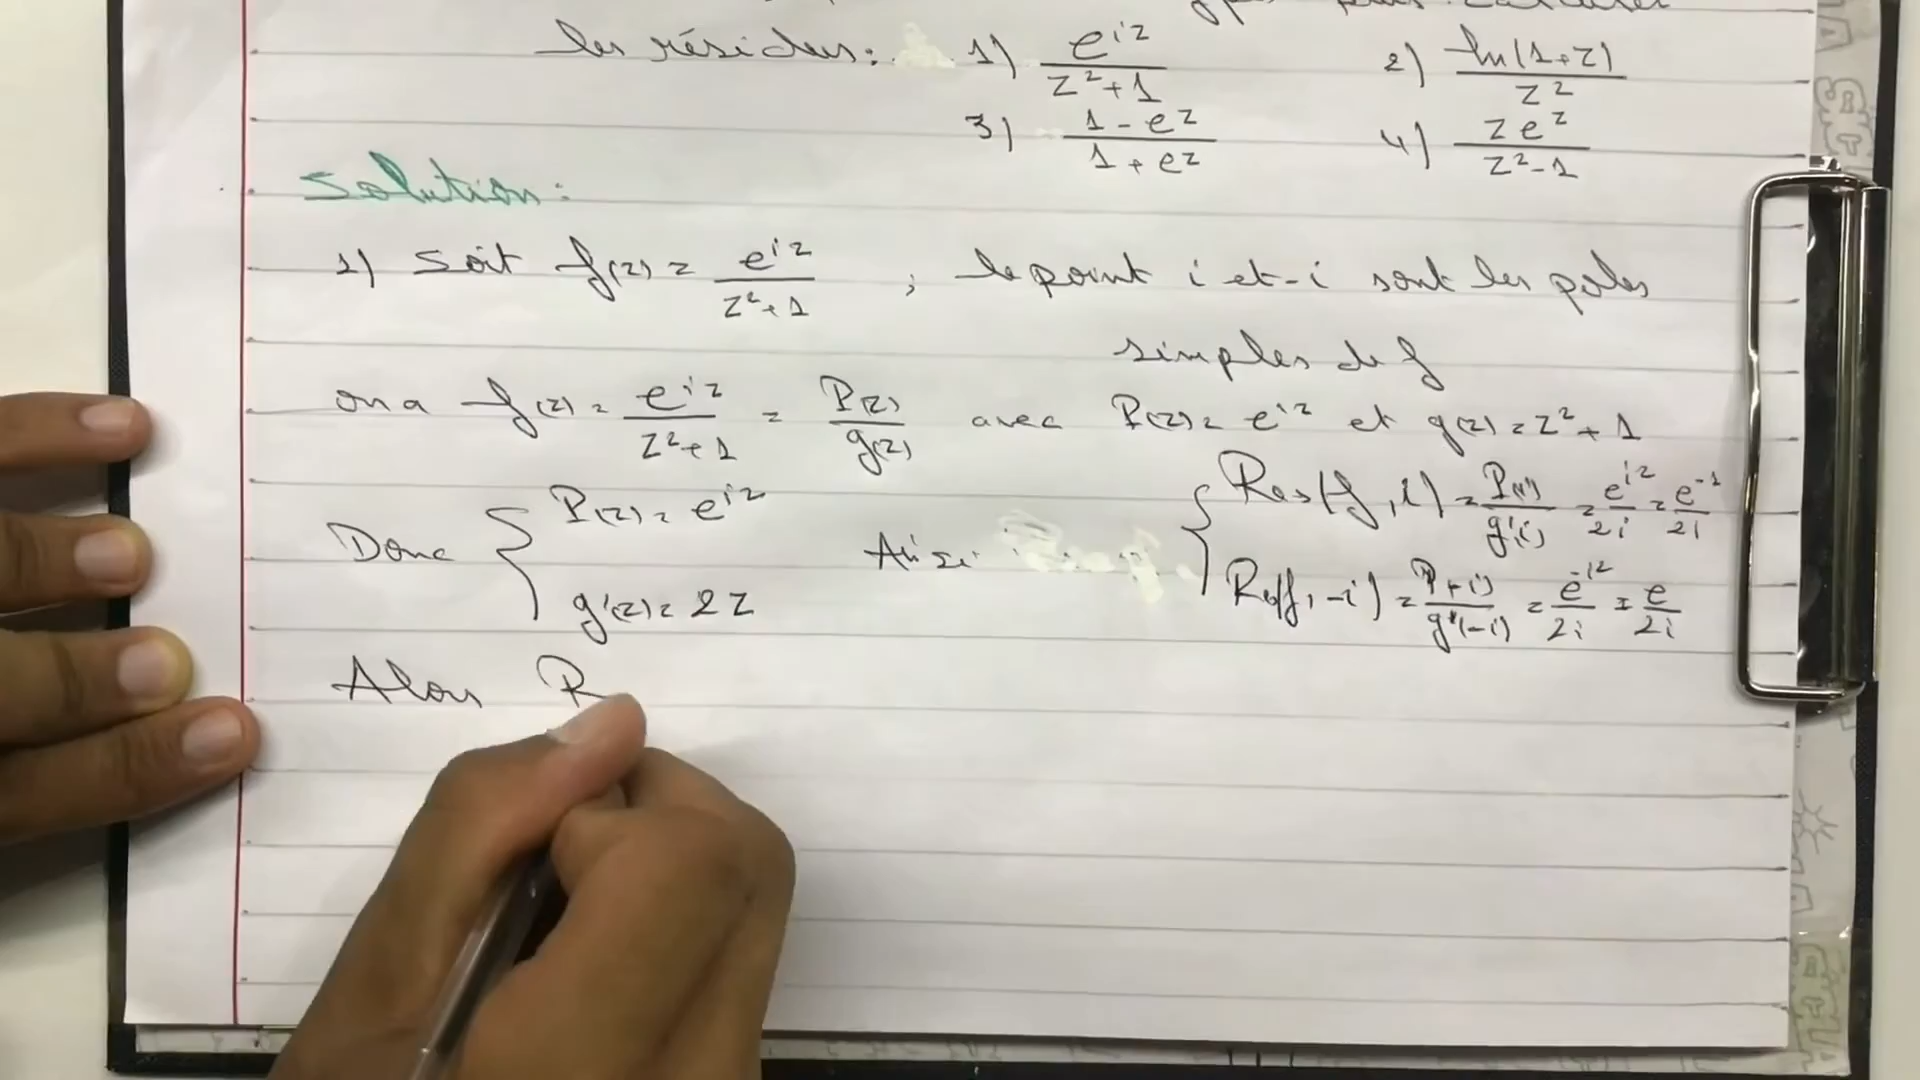 les résidus: 1) e^{iz}/(z²+1) 2) ln(1+z)/z²
3) (1-e^z)/(1+e^z) 4) ze^z/(z²-1)
Solution:
1) Soit f(z) = e^{iz}/(z²+1) , le point i et -i sont les poles
simples de f
on a f(z) = e^{iz}/(z²+1) = P(z)/g(z) avec P(z) = e^{iz} et g(z) = z²+1
Donc { P(z) = e^{iz} Ainsi { Res(f,i) = P(i)/g'(i) = e^{i²}/2i = e^{-1}/2i
g'(z) = 2z Res(f,-i) = P(-i)/g'(-i) = e^{-i²}/2i = e/2i
Alors R